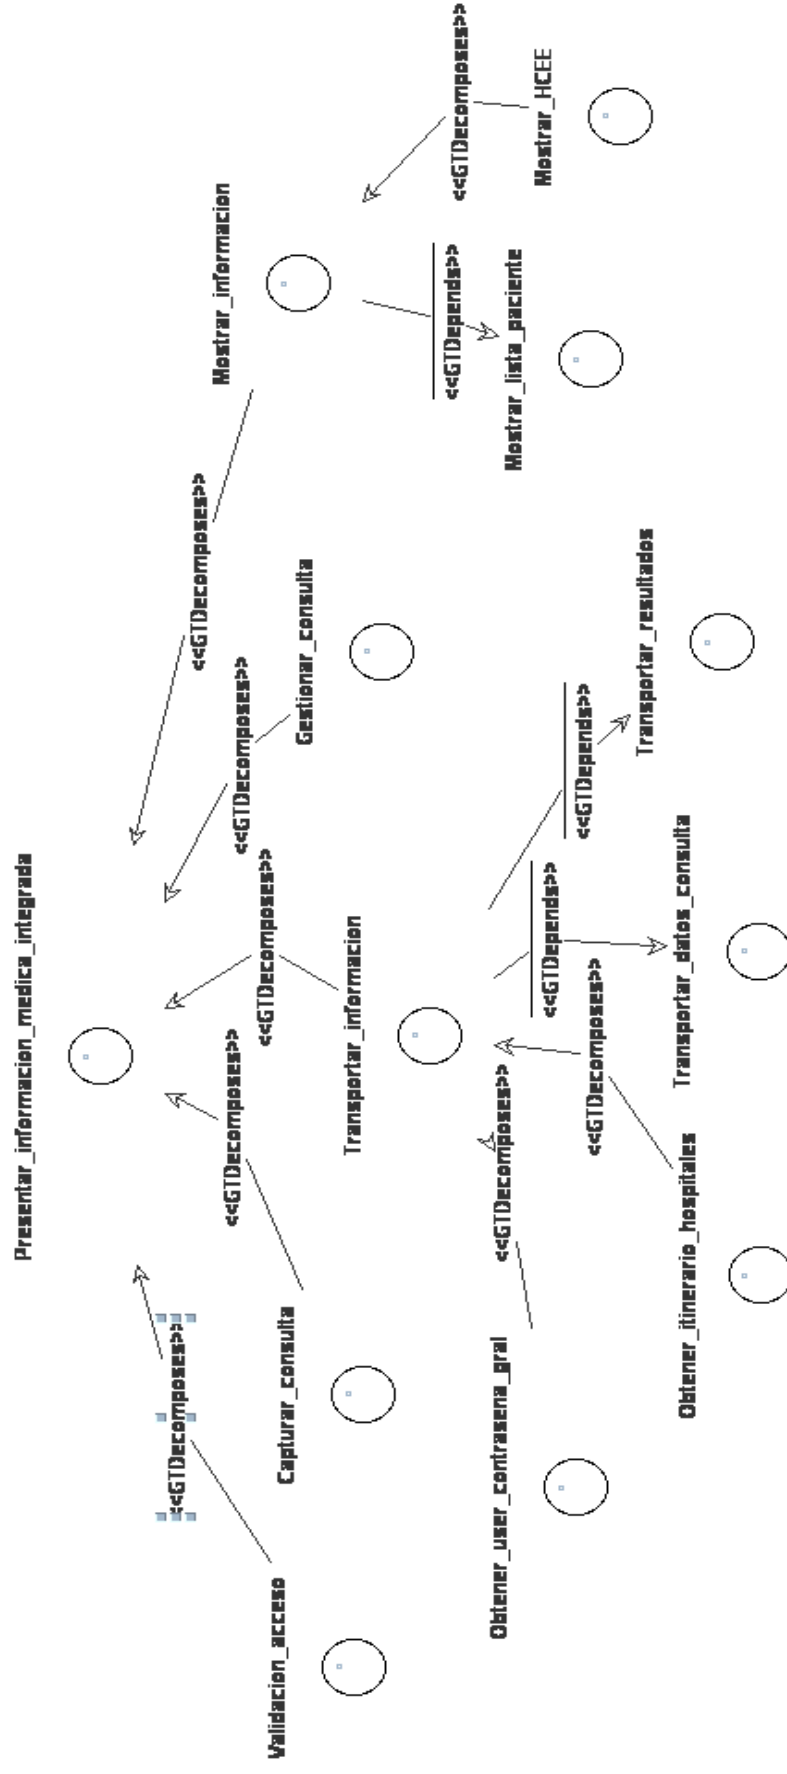 Presentar_informacion_medica_integrada
<<GTDecomposes>>
<<GTDecomposes>>
<<GTDecomposes>>
<<GTDecomposes>>
<<GTDecomposes>>
Validacion_acceso
Capturar_consulta
Transportar_informacion
Gestionar_consulta
Mostrar_informacion
<<GTDecomposes>>
<<GTDecomposes>>
<<GTDepends>>
<<GTDepends>>
<<GTDepends>>
<<GTDecomposes>>
Obtener_user_contrasena_gral
Obtener_itinerario_hospitales
Transportar_datos_consulta
Transportar_resultados
Mostrar_lista_paciente
Mostrar_HCEE